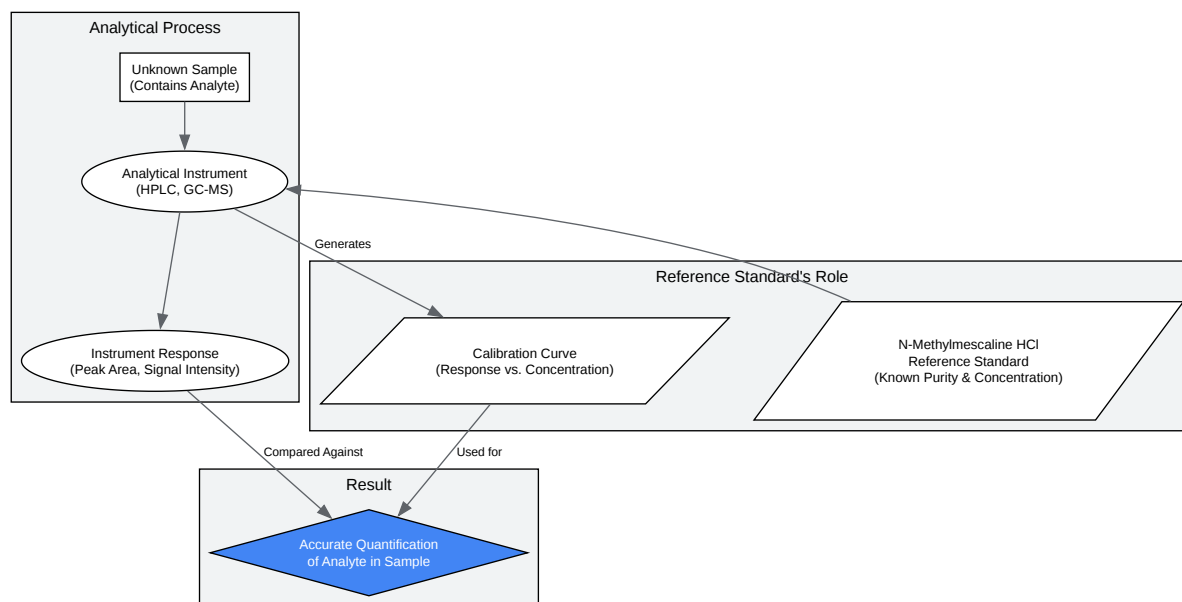 Analytical Process
Unknown Sample
(Contains Analyte)
Analytical Instrument
(HPLC, GC-MS)
Generates
Reference Standard's Role
Instrument Response
(Peak Area, Signal Intensity)
Calibration Curve
(Response vs. Concentration)
N-Methylmescaline HCl
Reference Standard
(Known Purity & Concentration)
Compared Against
Used for
Result
Accurate Quantification
of Analyte in Sample